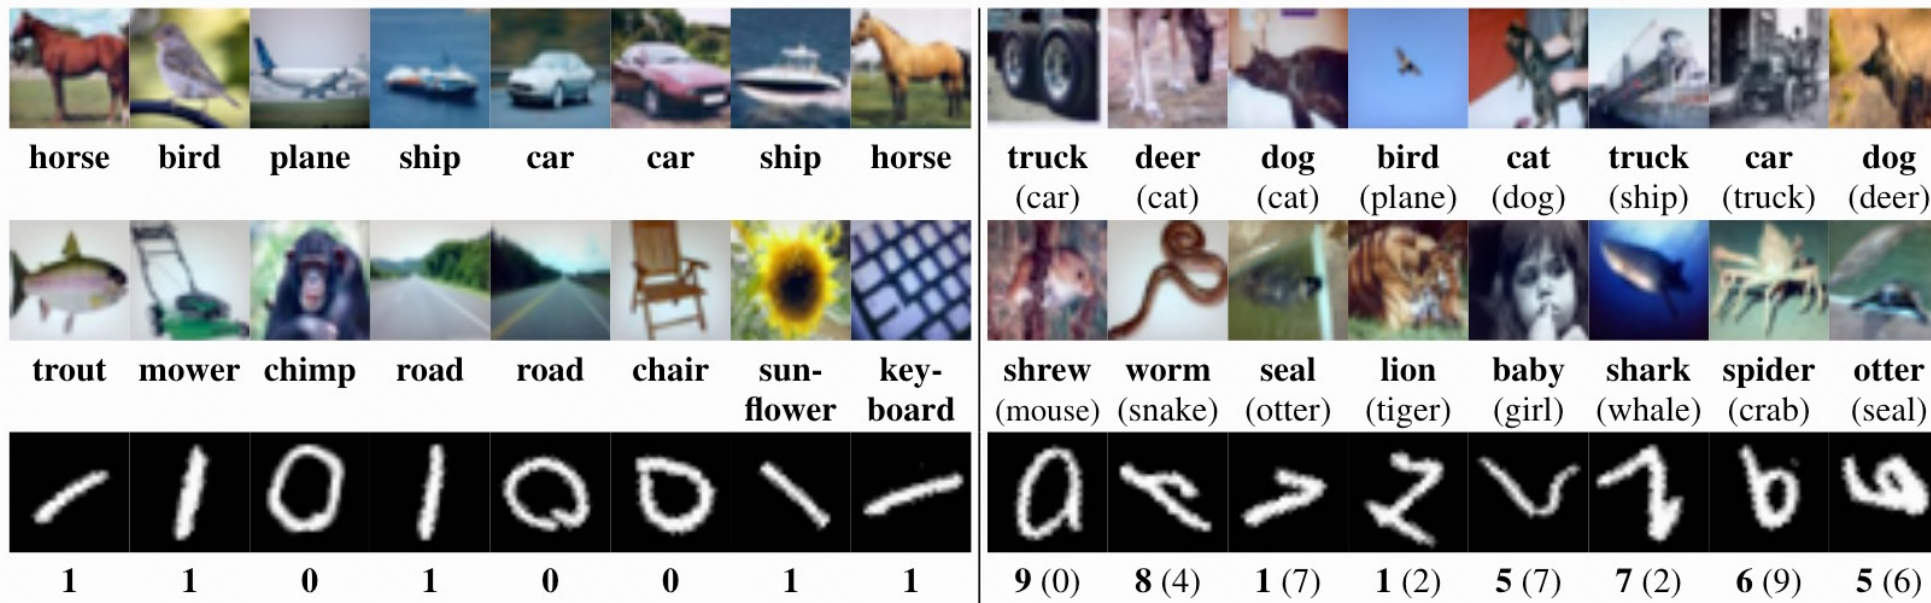 horse bird plane ship car car ship horse truck deer dog bird cat truck car dog
(car) (cat) (cat) (plane) (dog) (ship) (truck) (deer)
trout mower chimp road road chair sun- key- shrew worm seal lion baby shark spider otter
flower board (mouse) (snake) (otter) (tiger) (girl) (whale) (crab) (seal)
1 1 0 1 0 0 1 1 9 (0) 8 (4) 1 (7) 1 (2) 5 (7) 7 (2) 6 (9) 5 (6)